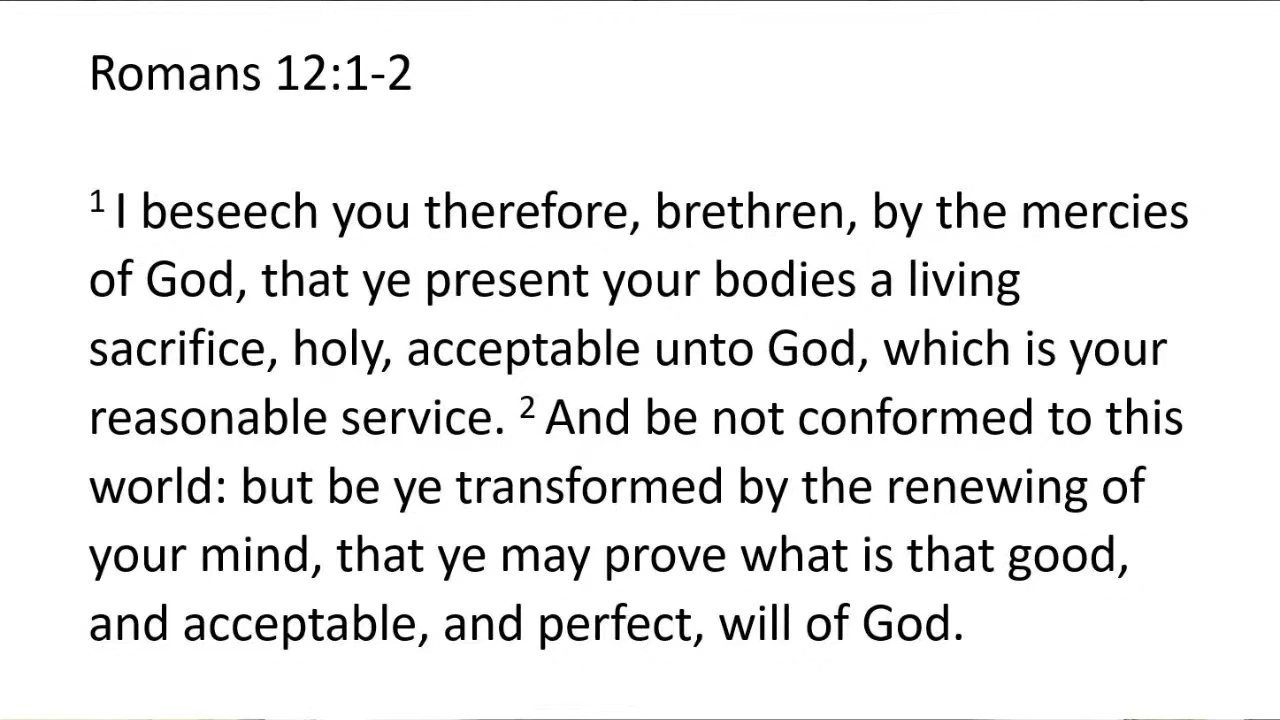 Romans 12:1-2
¹ I beseech you therefore, brethren, by the mercies
of God, that ye present your bodies a living
sacrifice, holy, acceptable unto God, which is your
reasonable service. ² And be not conformed to this
world: but be ye transformed by the renewing of
your mind, that ye may prove what is that good,
and acceptable, and perfect, will of God.